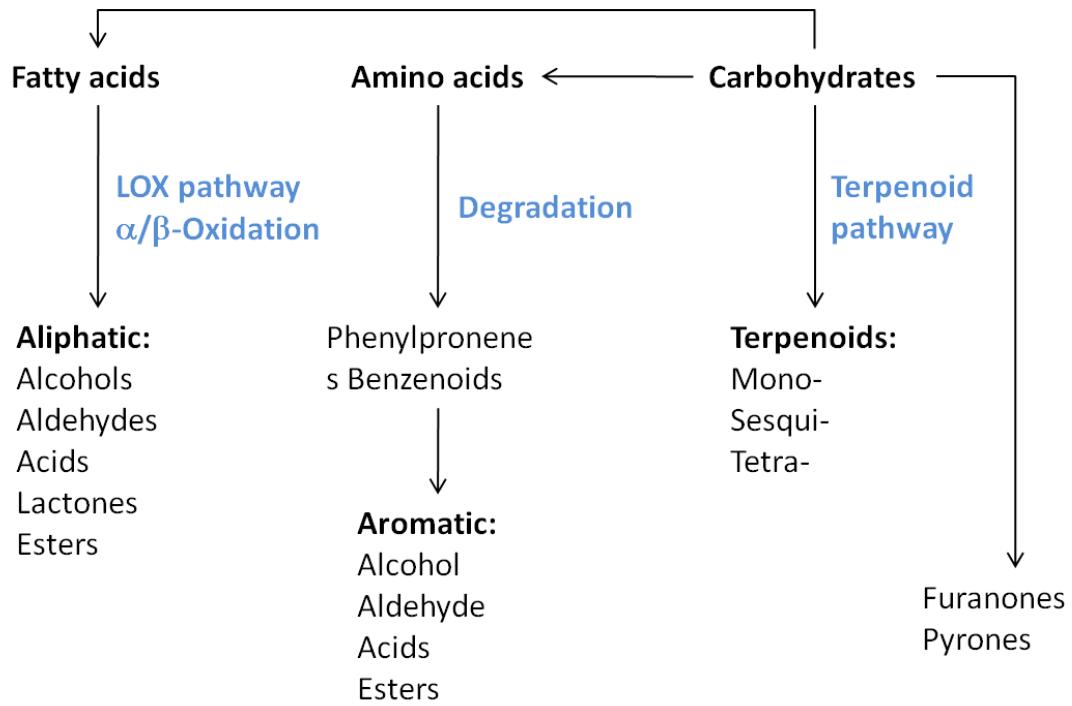 Fatty acids
Amino acids
Carbohydrates
LOX pathway
α/β-Oxidation
Degradation
Terpenoid
pathway
Aliphatic:
Alcohols
Aldehydes
Acids
Lactones
Esters
Phenylpronene
s Benzenoids
Aromatic:
Alcohol
Aldehyde
Acids
Esters
Terpenoids:
Mono-
Sesqui-
Tetra-
Furanones
Pyrones